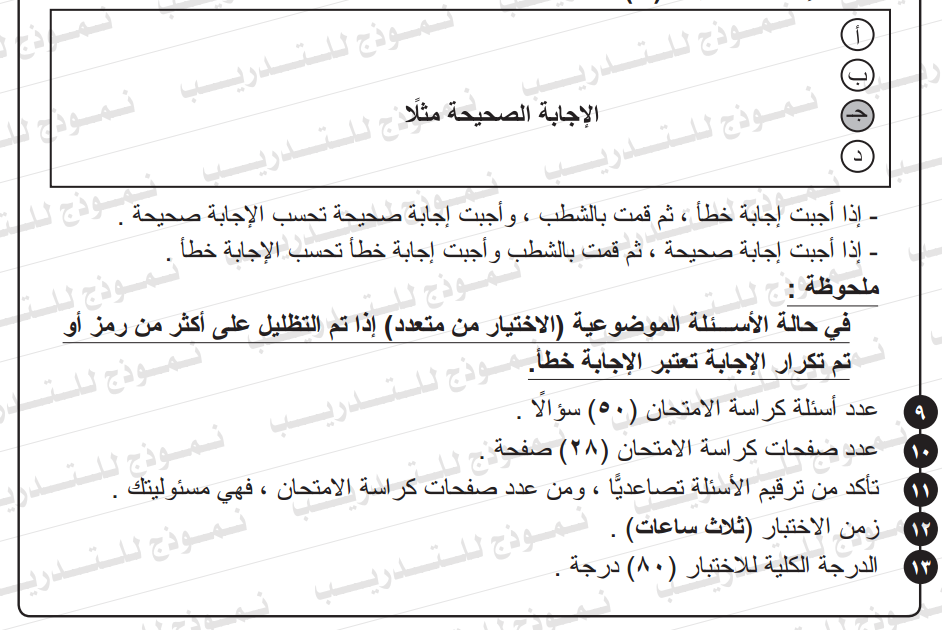 أ
ب
جـ
الإجابة الصحيحة مثلًا
د
- إذا أجبت إجابة خطأ ، ثم قمت بالشطب ، وأجبت إجابة صحيحة تحسب الإجابة صحيحة .
- إذا أجبت إجابة صحيحة ، ثم قمت بالشطب وأجبت إجابة خطأ تحسب الإجابة خطأ .
ملحوظة :
في حالة الأســئلة الموضوعية (الاختيار من متعدد) إذا تم التظليل على أكثر من رمز أو
تم تكرار الإجابة تعتبر الإجابة خطأ.
٩ عدد أسئلة كراسة الامتحان (٥٠) سؤالًا .
١٠ عدد صفحات كراسة الامتحان (٢٨) صفحة .
١١ تأكد من ترقيم الأسئلة تصاعديًّا ، ومن عدد صفحات كراسة الامتحان ، فهي مسئوليتك .
١٢ زمن الاختبار (ثلاث ساعات) .
١٣ الدرجة الكلية للاختبار (٨٠) درجة .
نـمـوذج للـتـدريـب